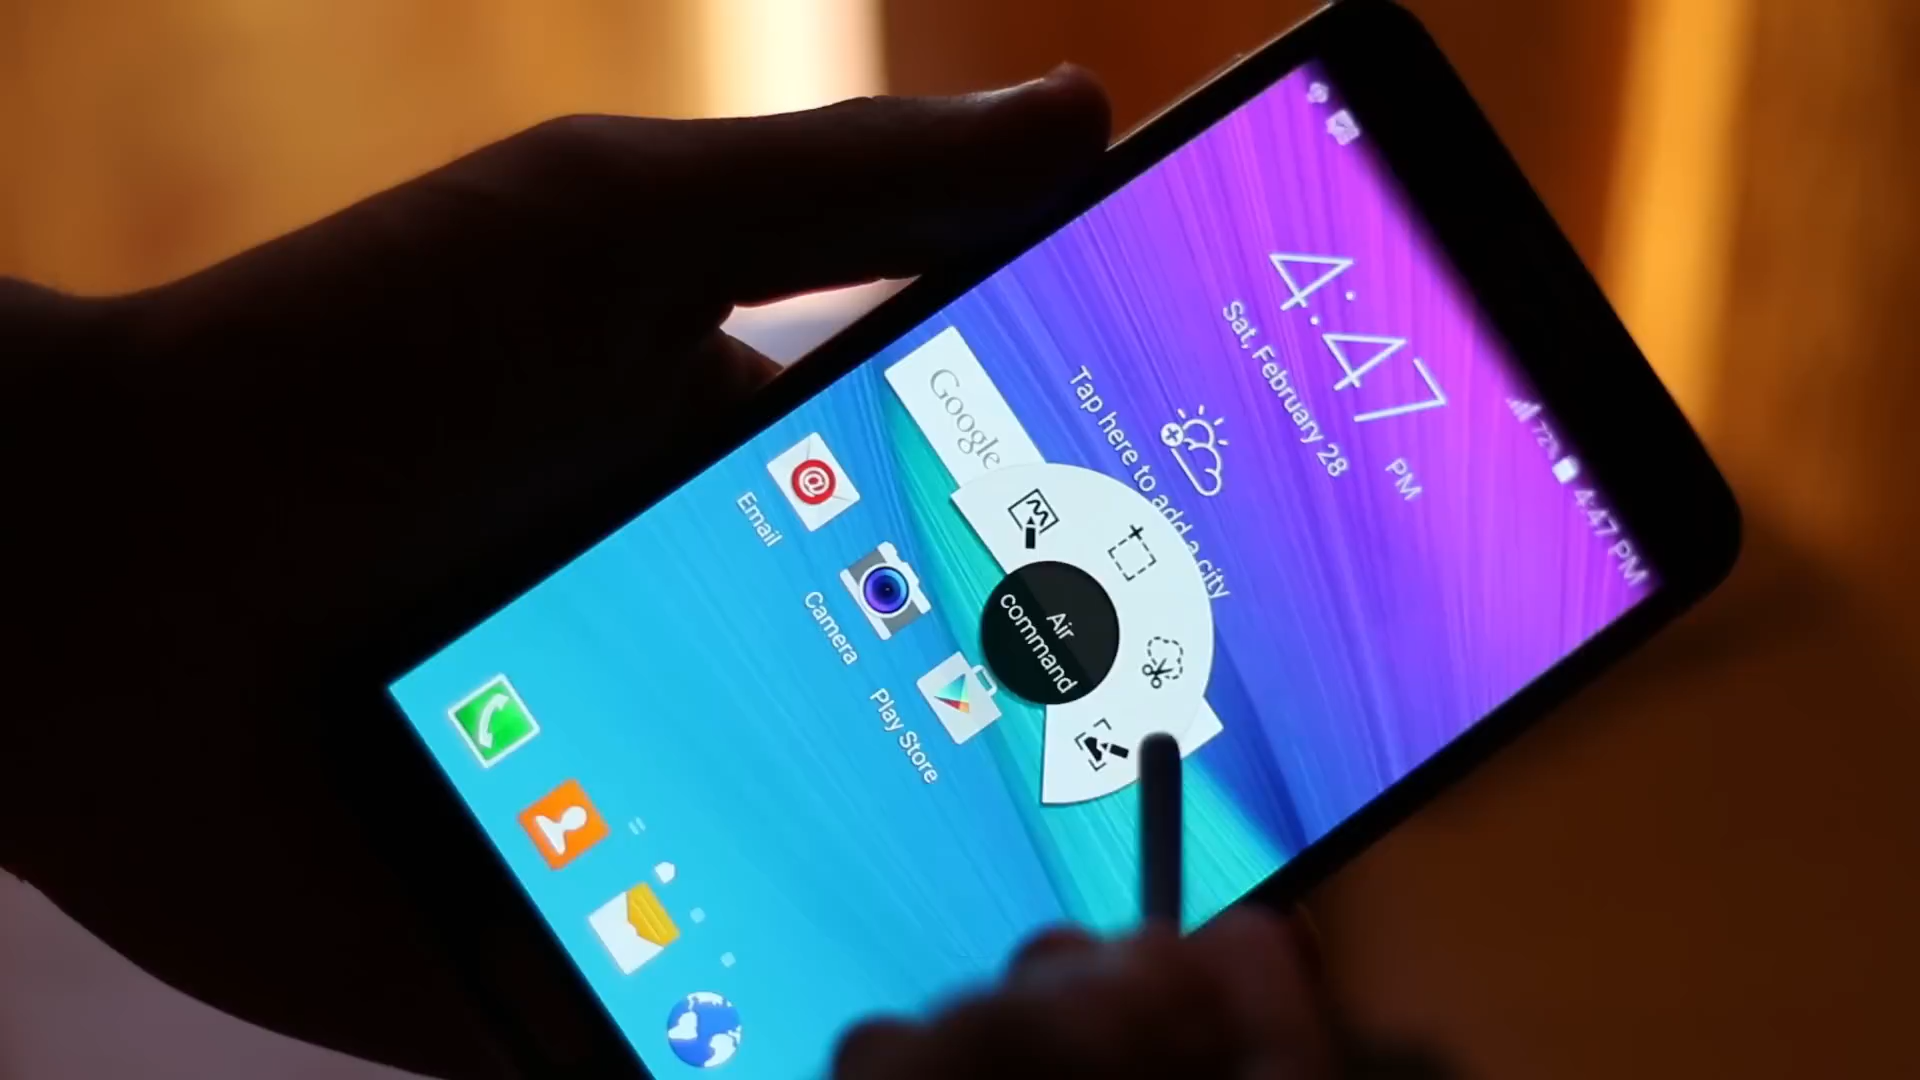 72% 4:47 PM
4:47 PM
Sat, February 28
Tap here to add a city
Google
Air
command
Email
Camera
Play Store